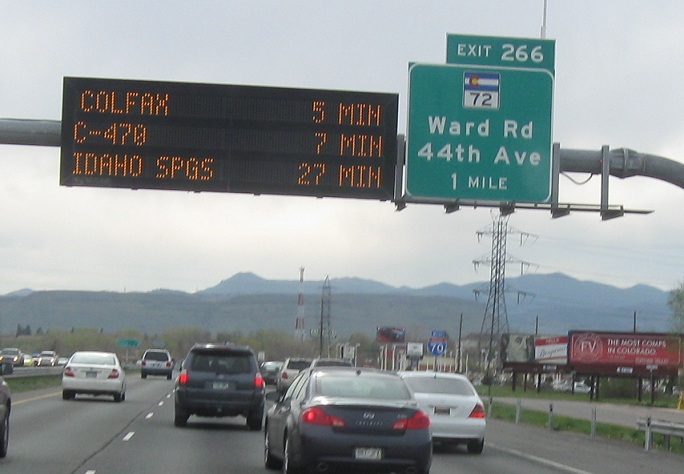 EXIT 266
COLFAX 5 MIN
C-470 7 MIN
IDAHO SPGS 27 MIN
72
Ward Rd
44th Ave
1 MILE
70
FV
THE MOST COMPS
IN COLORADO.